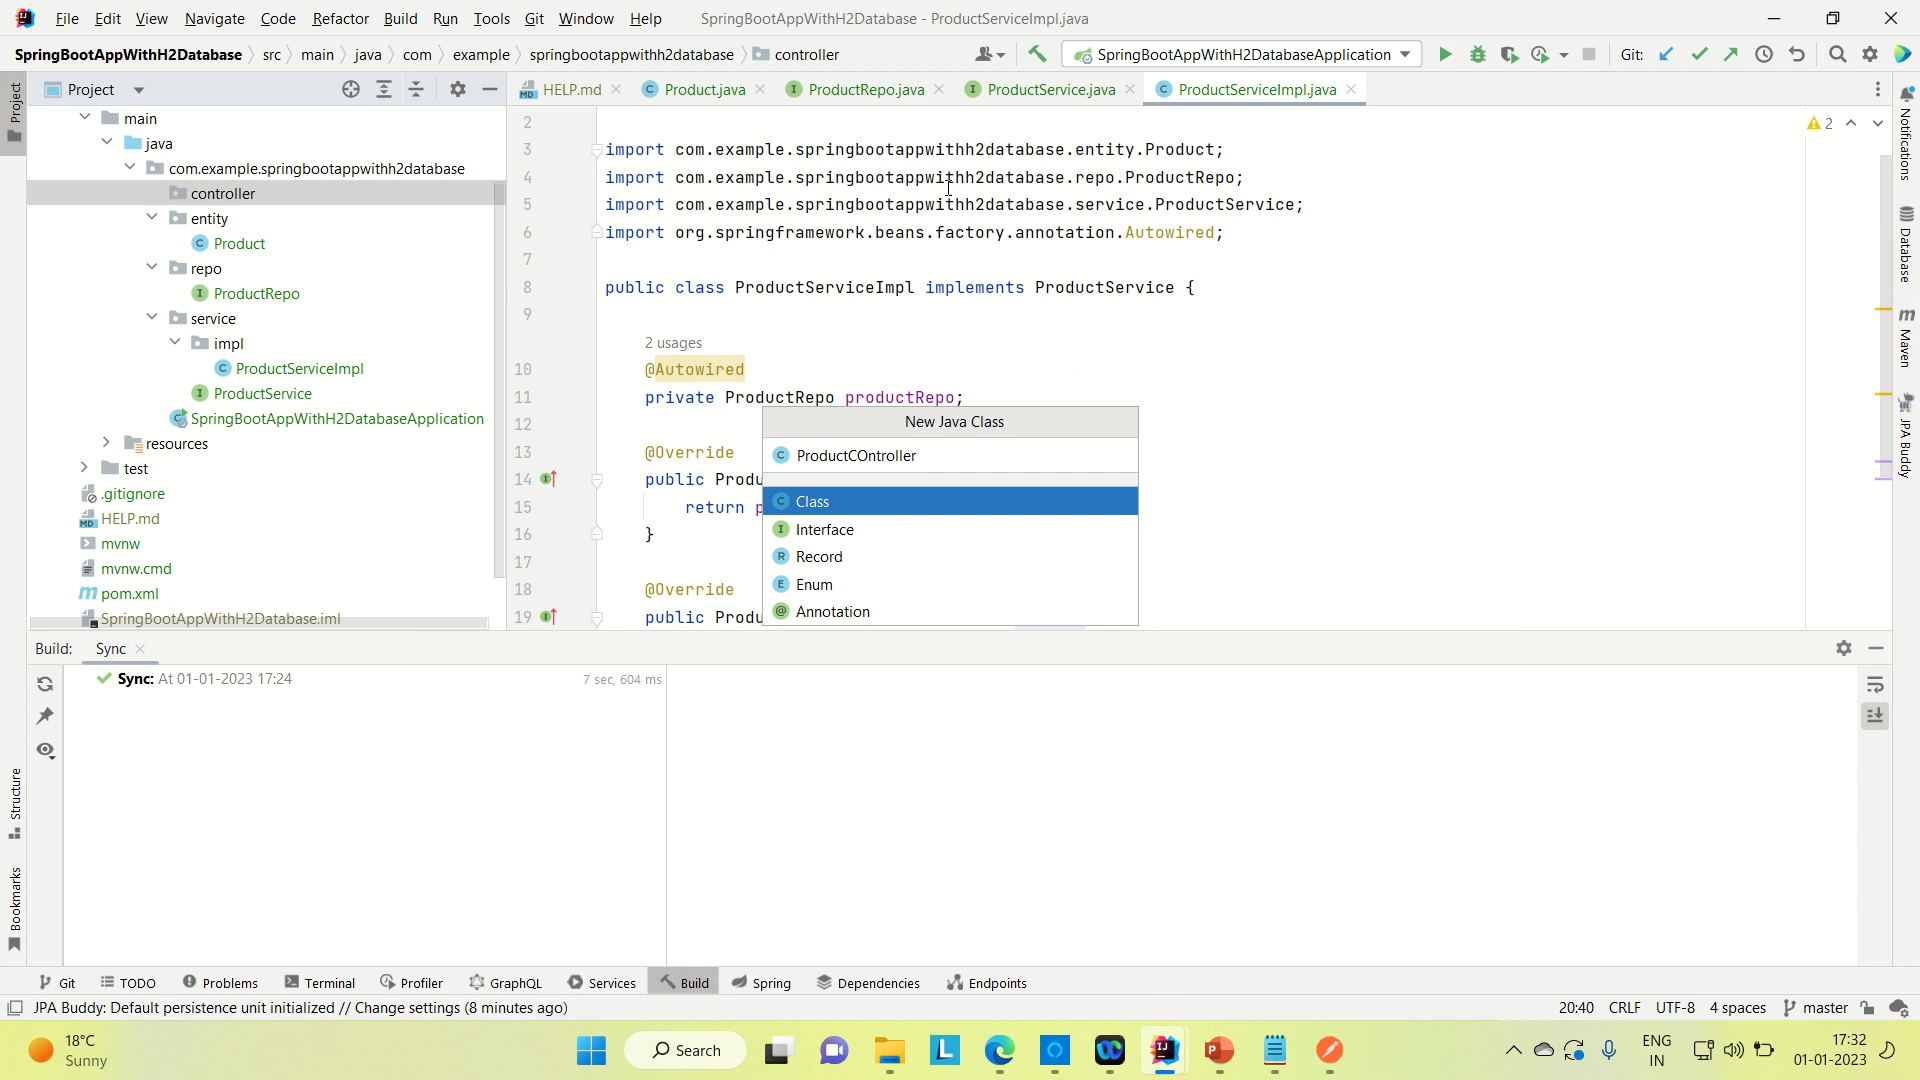 File Edit View Navigate Code Refactor Build Run Tools Git Window Help SpringBootAppWithH2Database - ProductServiceImpl.java
SpringBootAppWithH2Database src main java com example springbootappwithh2database controller SpringBootAppWithH2DatabaseApplication Git:
Project
HELP.md Product.java ProductRepo.java ProductService.java ProductServiceImpl.java
Project
main
java
com.example.springbootappwithh2database
controller
entity
Product
repo
ProductRepo
service
impl
ProductServiceImpl
ProductService
SpringBootAppWithH2DatabaseApplication
resources
test
.gitignore
HELP.md
mvnw
mvnw.cmd
pom.xml
SpringBootAppWithH2Database.iml
2
2
3 import com.example.springbootappwithh2database.entity.Product;
4 import com.example.springbootappwithh2database.repo.ProductRepo;
5 import com.example.springbootappwithh2database.service.ProductService;
6 import org.springframework.beans.factory.annotation.Autowired;
7
8 public class ProductServiceImpl implements ProductService {
9
2 usages
10 @Autowired
11 private ProductRepo productRepo;
12
13 @Override
14 public Produ
15 return p
16 }
17
18 @Override
19 public Produ
New Java Class
ProductCOntroller
Class
Interface
Record
Enum
Annotation
Notifications
Database
Maven
JPA Buddy
Build: Sync
Sync: At 01-01-2023 17:24 7 sec, 604 ms
Structure
Bookmarks
Git TODO Problems Terminal Profiler GraphQL Services Build Spring Dependencies Endpoints
JPA Buddy: Default persistence unit initialized // Change settings (8 minutes ago) 20:40 CRLF UTF-8 4 spaces master
18°C
Sunny
Search
ENG
IN
17:32
01-01-2023